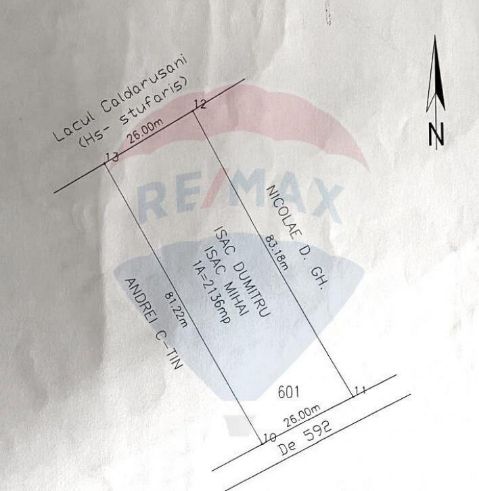 Lacul Caldarusani
(Hs- stufaris)
N
12
26.00m
13
RE/MAX
NICOLAE D. GH.
83.18m
ISAC DUMITRU
ISAC MIHAI
1A=2136mp
81.22m
ANDREI C-TIN
601
11
26.00m
10
De 592